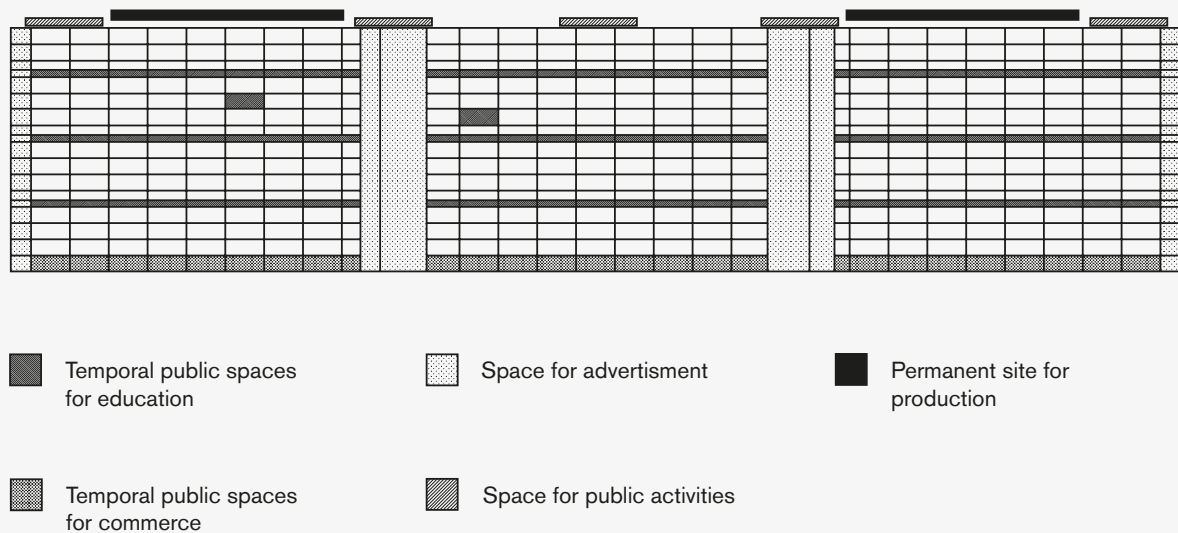 Temporal public spaces
for education
Space for advertisment
Permanent site for
production
Temporal public spaces
for commerce
Space for public activities